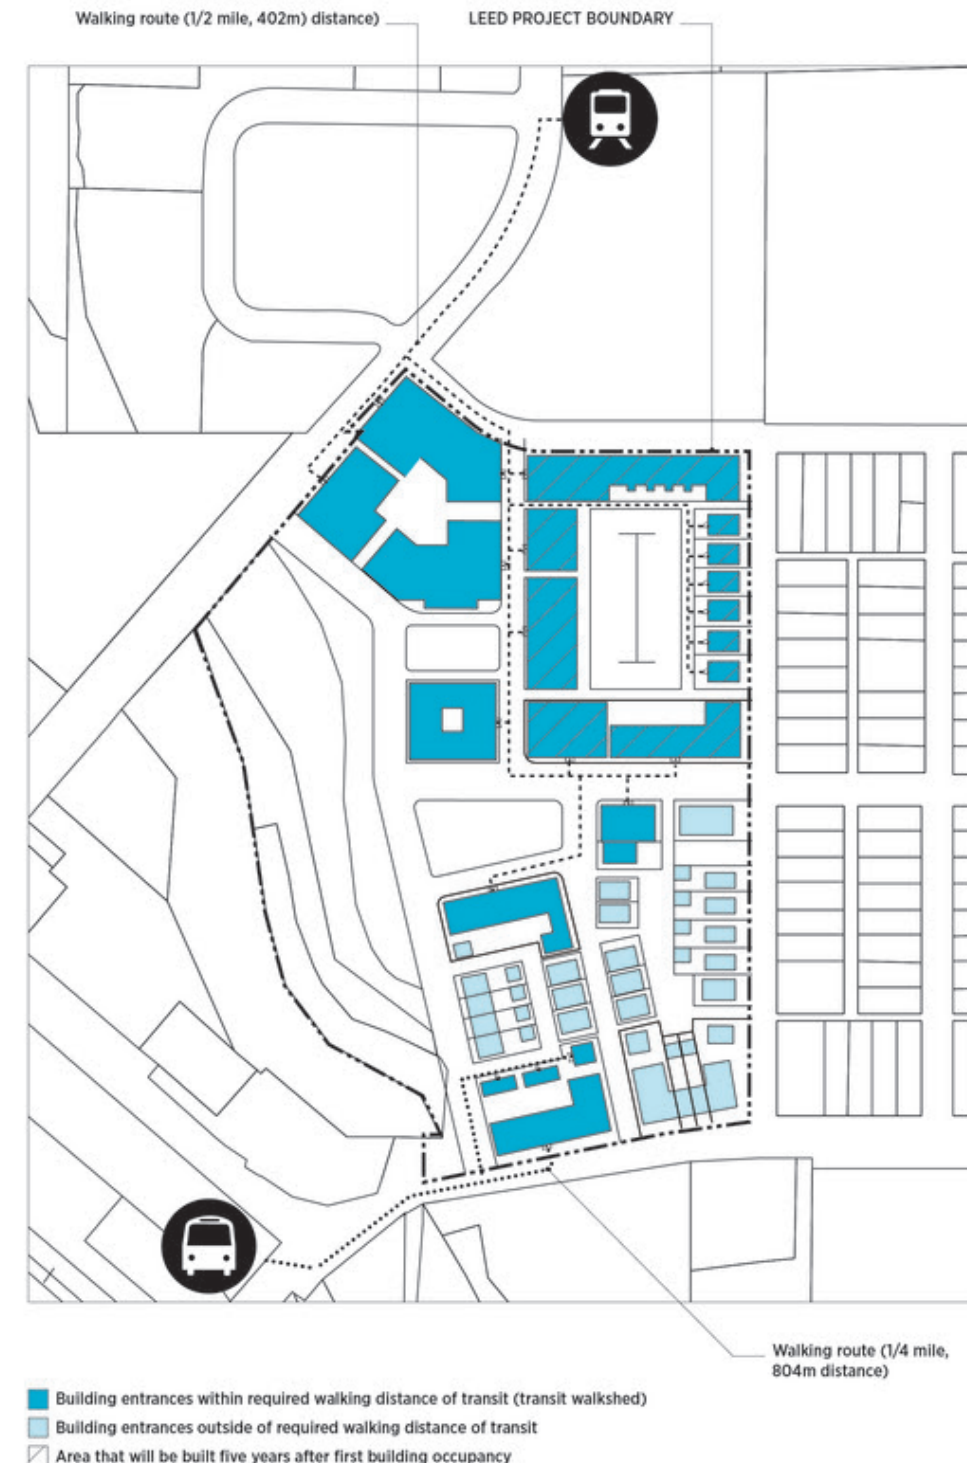 Walking route (1/2 mile, 402m) distance)
LEED PROJECT BOUNDARY
Walking route (1/4 mile,
804m distance)
Building entrances within required walking distance of transit (transit walkshed)
Building entrances outside of required walking distance of transit
Area that will be built five years after first building occupancy